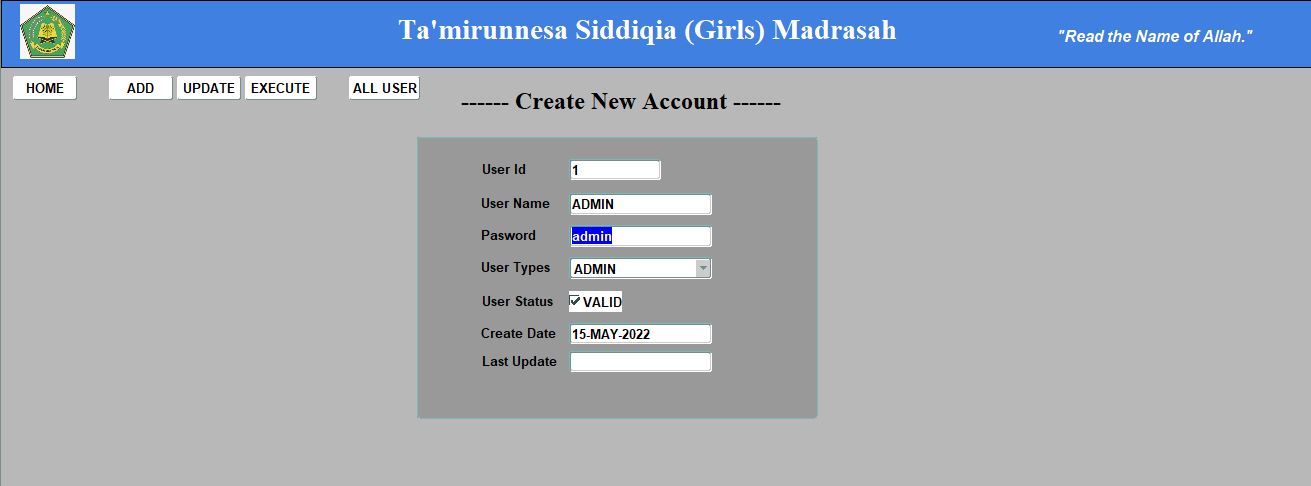 Ta'mirunnesa Siddiqia (Girls) Madrasah
"Read the Name of Allah."
HOME ADD UPDATE EXECUTE ALL USER
------ Create New Account ------
User Id 1
User Name ADMIN
Pasword admin
User Types ADMIN
User Status VALID
Create Date 15-MAY-2022
Last Update